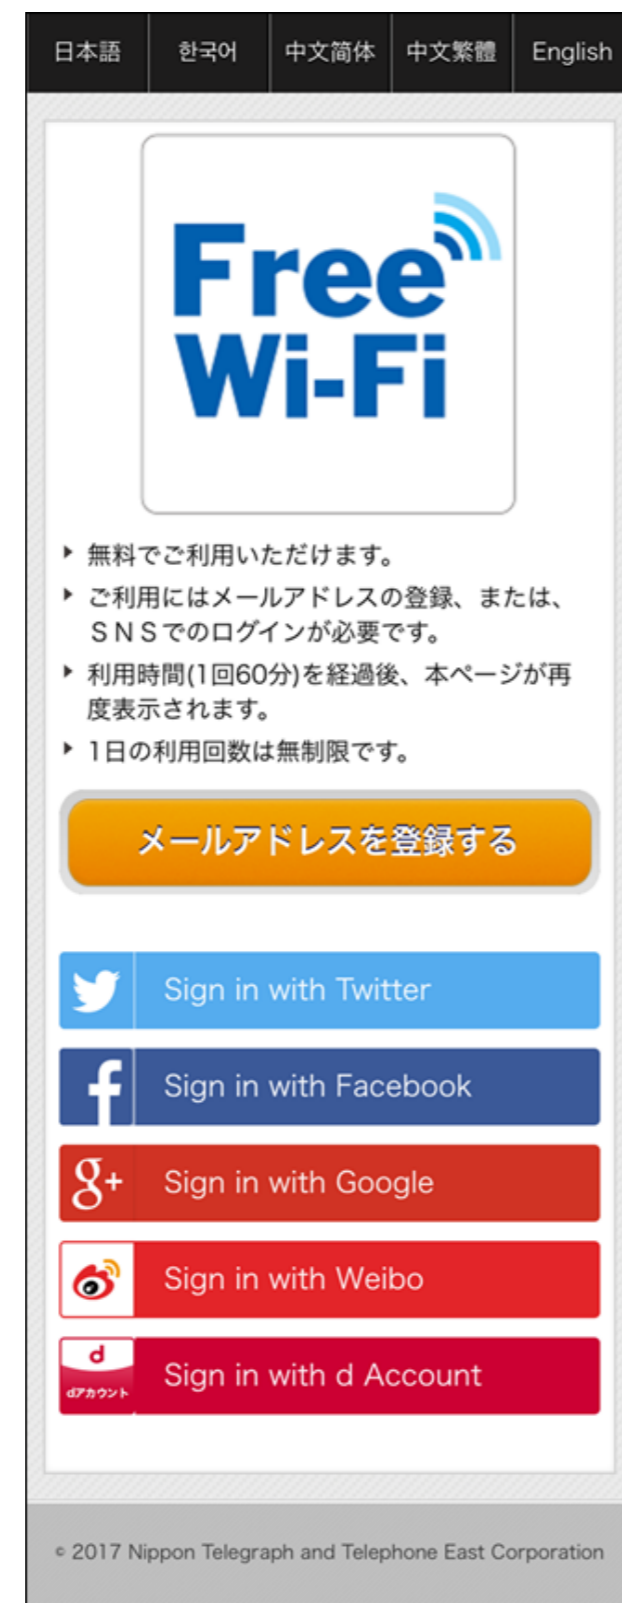 日本語 한국어 中文简体 中文繁體 English
Free
Wi-Fi
無料でご利用いただけます。
ご利用にはメールアドレスの登録、または、
ＳＮＳでのログインが必要です。
利用時間(1回60分)を経過後、本ページが再
度表示されます。
1日の利用回数は無制限です。
メールアドレスを登録する
Sign in with Twitter
f Sign in with Facebook
g+ Sign in with Google
Sign in with Weibo
d
dアカウント Sign in with d Account
© 2017 Nippon Telegraph and Telephone East Corporation